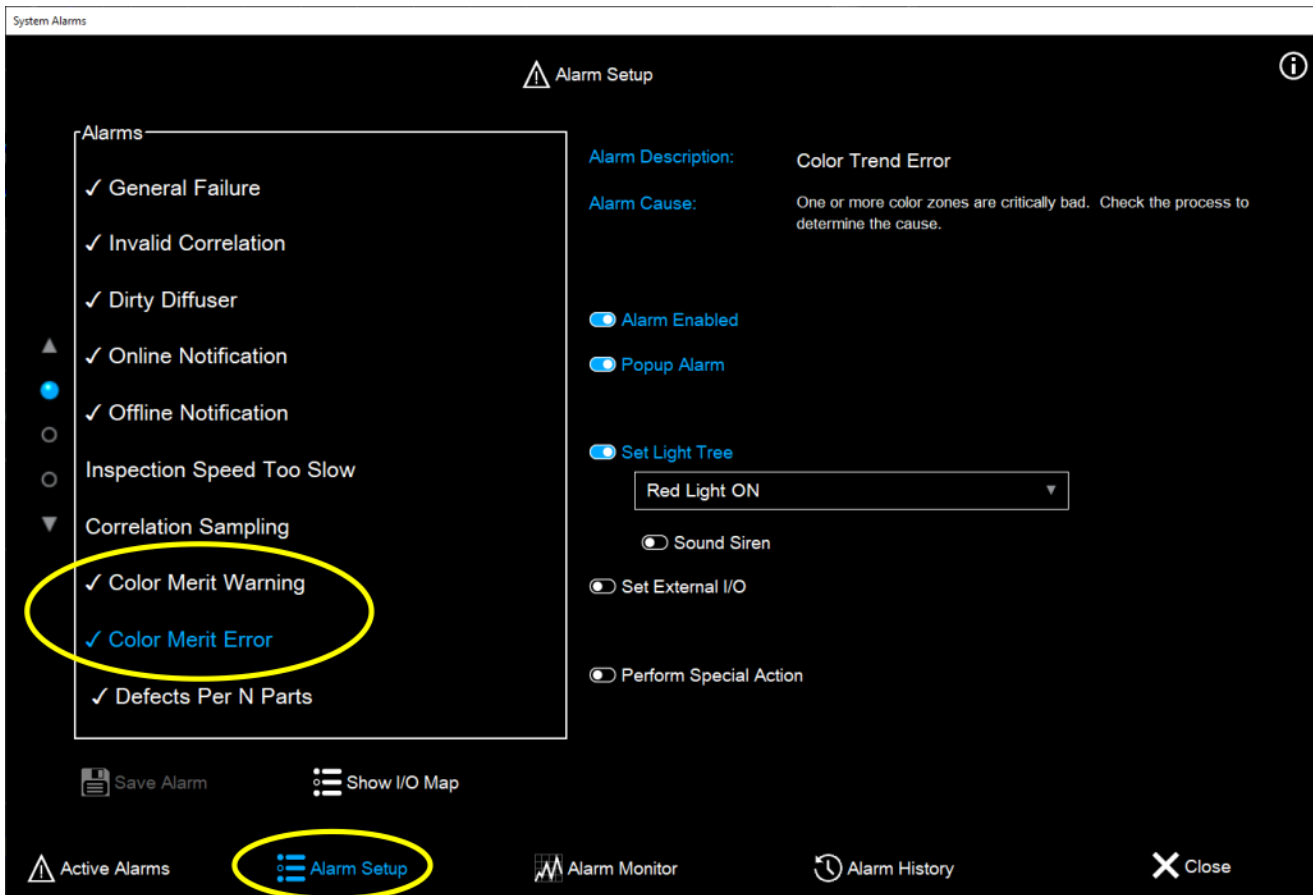 System Alarms
Alarm Setup
Alarms
✓ General Failure
✓ Invalid Correlation
✓ Dirty Diffuser
✓ Online Notification
✓ Offline Notification
Inspection Speed Too Slow
Correlation Sampling
✓ Color Merit Warning
✓ Color Merit Error
✓ Defects Per N Parts
Alarm Description: Color Trend Error
Alarm Cause: One or more color zones are critically bad.  Check the process to
determine the cause.
Alarm Enabled
Popup Alarm
Set Light Tree
Red Light ON
Sound Siren
Set External I/O
Perform Special Action
Save Alarm
Show I/O Map
Active Alarms
Alarm Setup
Alarm Monitor
Alarm History
Close